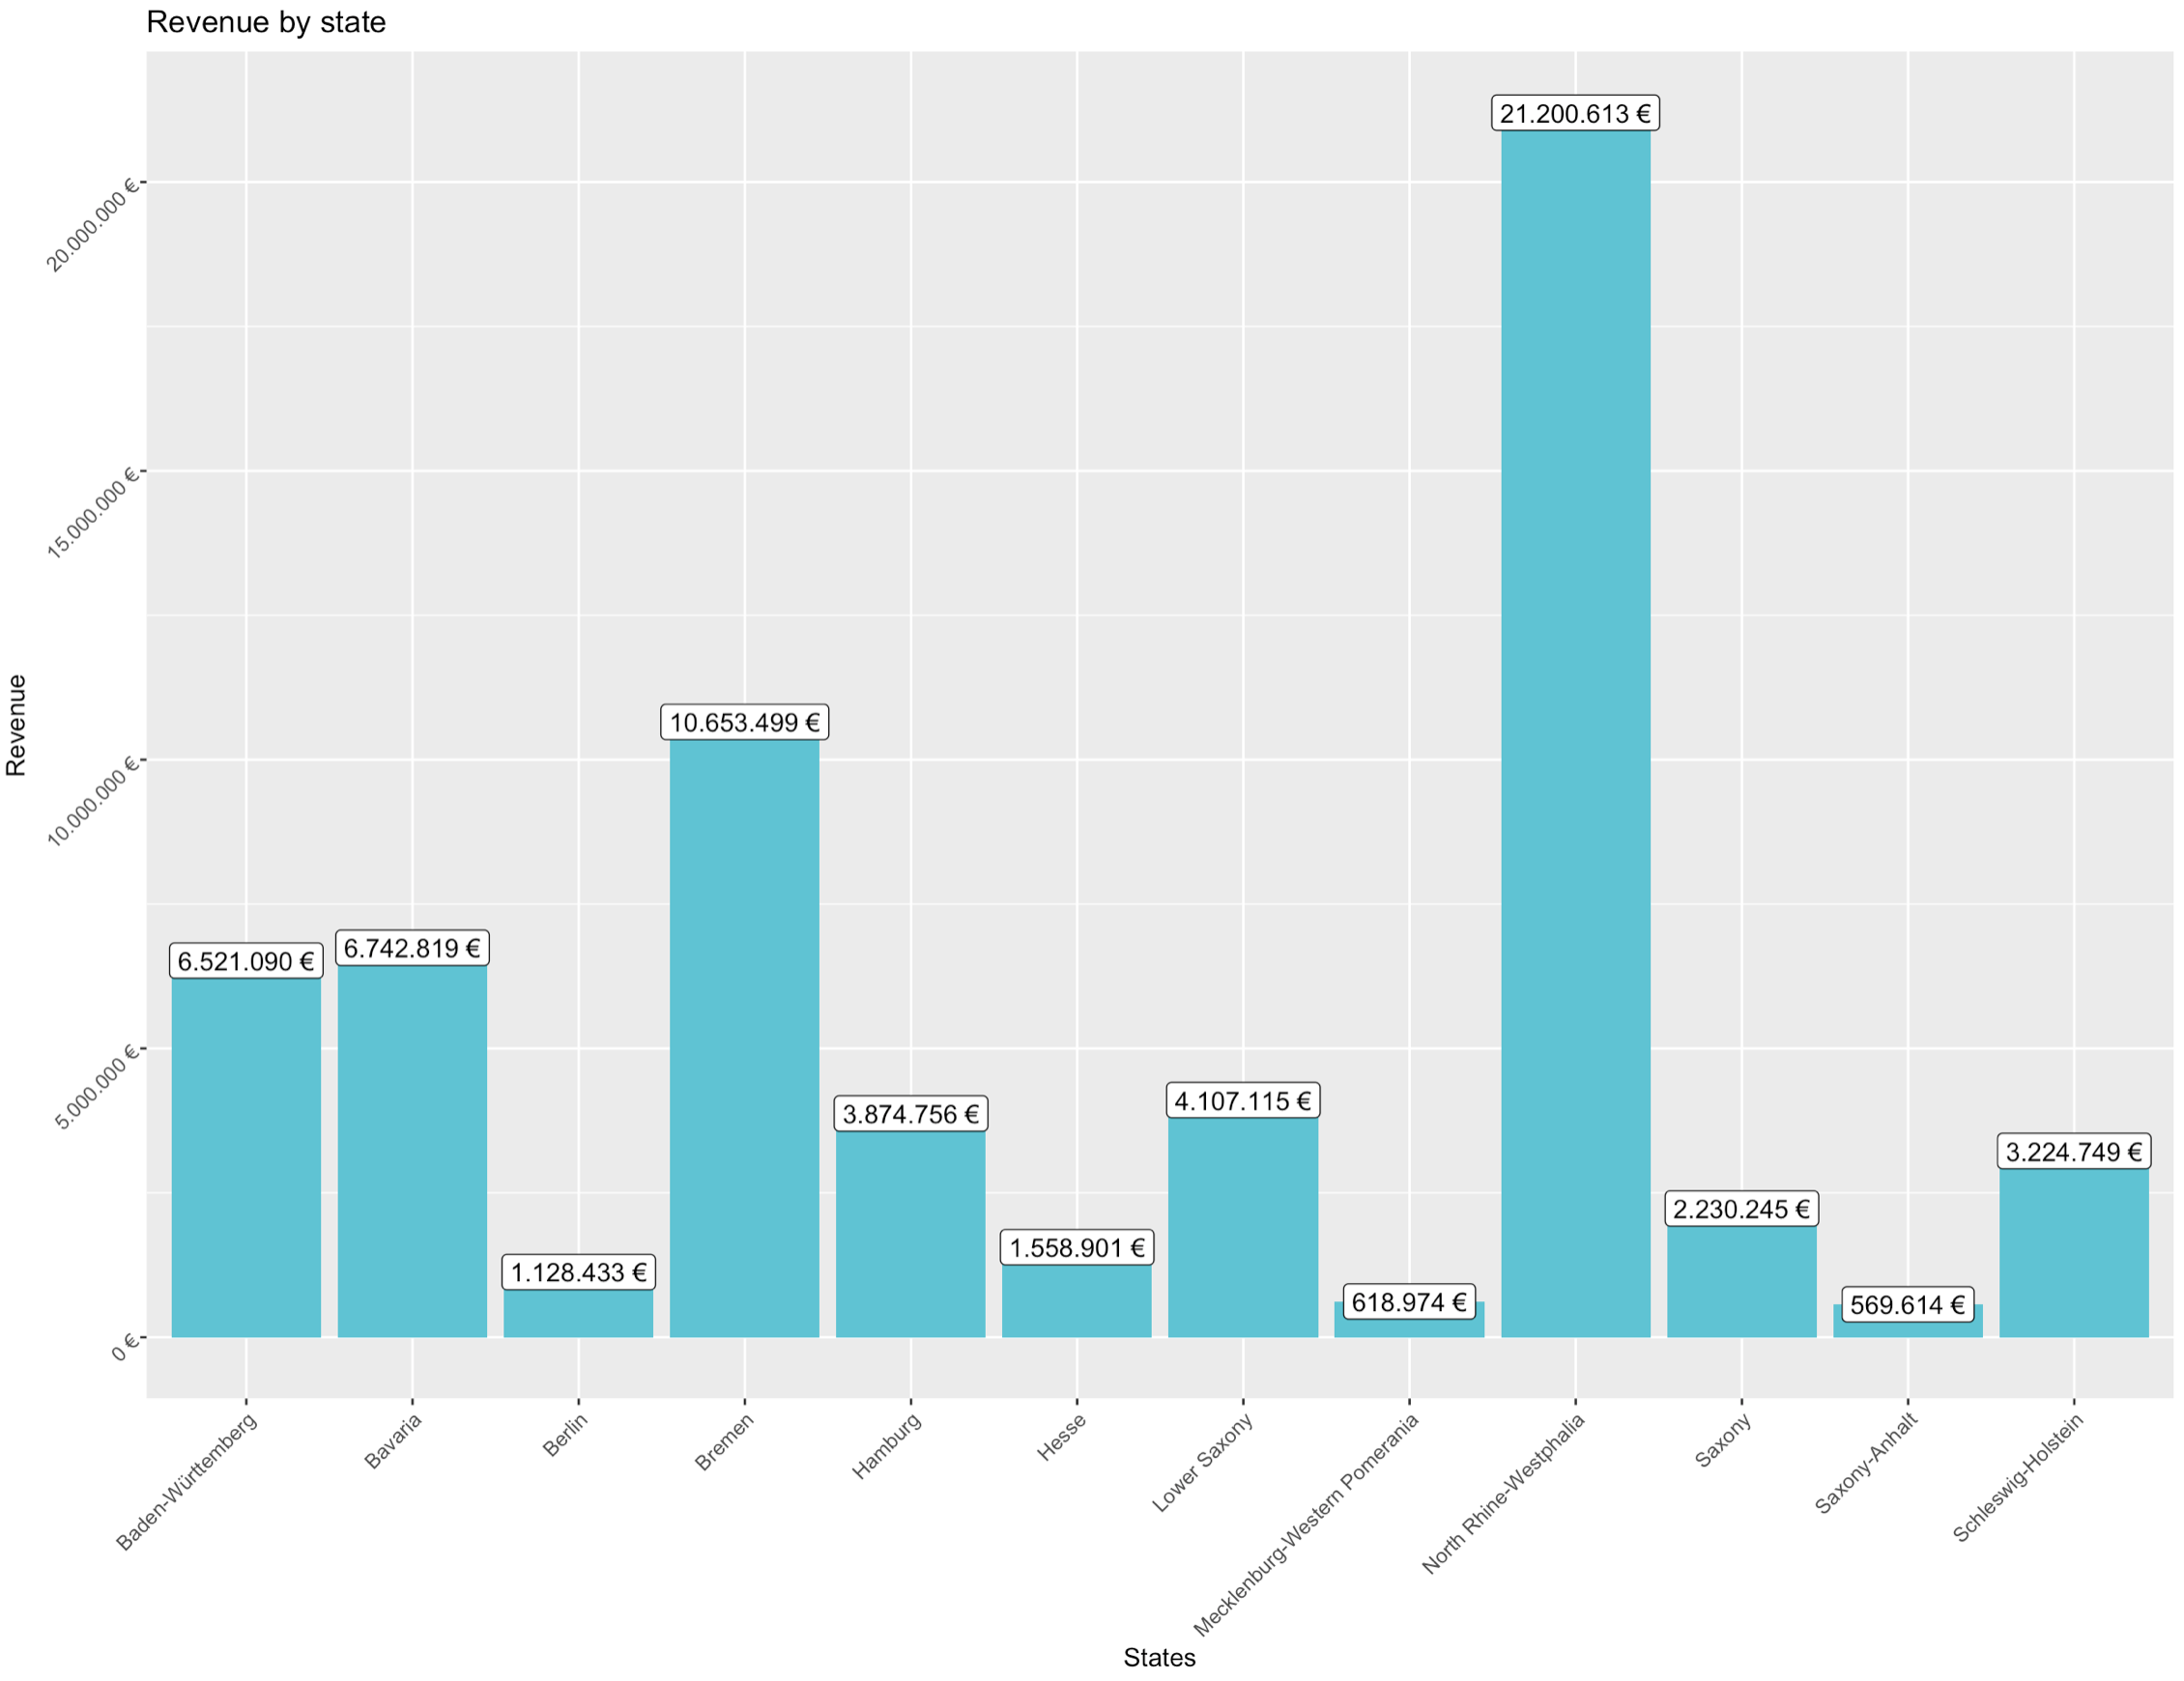 Revenue by state
Revenue
20.000.000 €
15.000.000 €
10.000.000 €
5.000.000 €
0 €
21.200.613 €
10.653.499 €
6.521.090 €
6.742.819 €
1.128.433 €
3.874.756 €
1.558.901 €
4.107.115 €
618.974 €
2.230.245 €
569.614 €
3.224.749 €
Baden-Württemberg
Bavaria
Berlin
Bremen
Hamburg
Hesse
Lower Saxony
Mecklenburg-Western Pomerania
North Rhine-Westphalia
Saxony
Saxony-Anhalt
Schleswig-Holstein
States